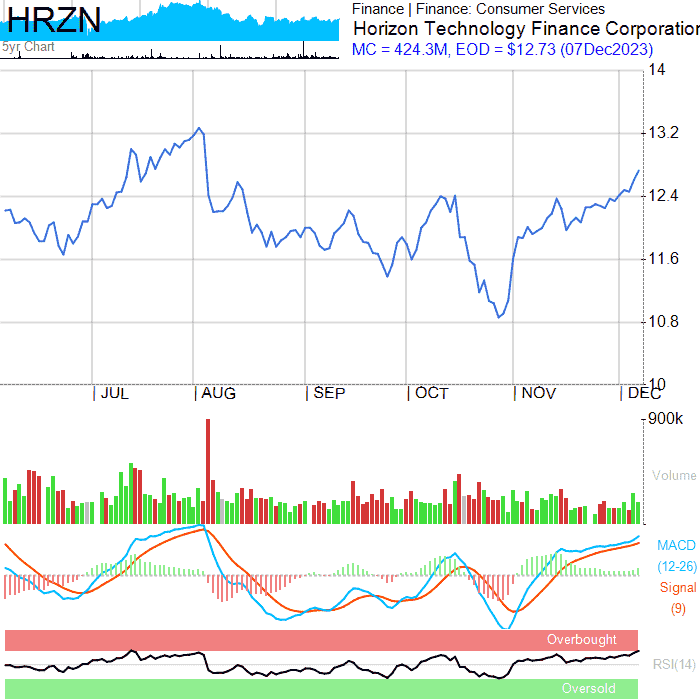 HRZN
5yr Chart
Finance | Finance: Consumer Services
Horizon Technology Finance Corporation
MC = 424.3M, EOD = $12.73 (07Dec2023)
14
13.2
12.4
11.6
10.8
10
JUL
AUG
SEP
OCT
NOV
DEC
900k
Volume
MACD
(12-26)
Signal
(9)
Overbought
RSI(14)
Oversold